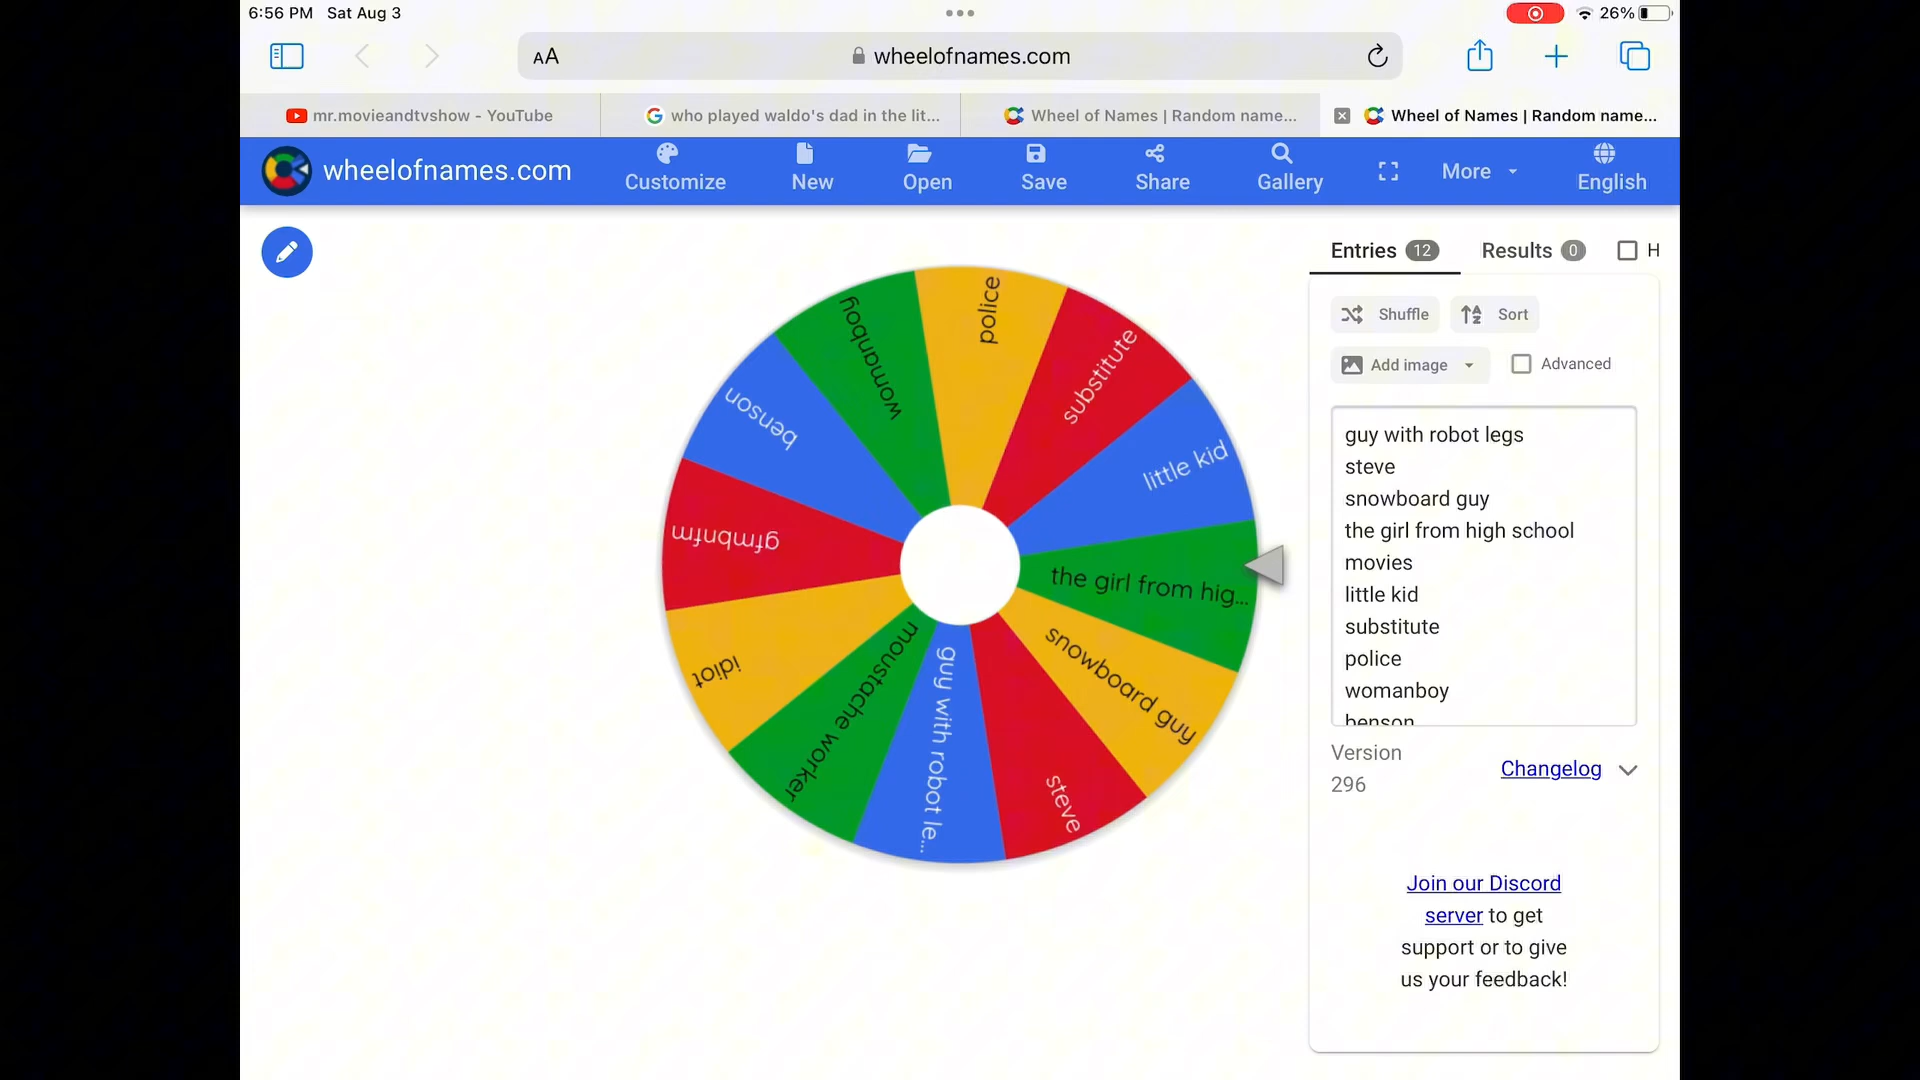 6:56 PM Sat Aug 3
26%
AA
wheelofnames.com
mr.movieandtvshow - YouTube
who played waldo's dad in the lit...
Wheel of Names | Random name...
Wheel of Names | Random name...
wheelofnames.com
Customize
New
Open
Save
Share
Gallery
More
English
Entries 12
Results 0
H
Shuffle
Sort
Add image
Advanced
guy with robot legs
steve
snowboard guy
the girl from high school
movies
little kid
substitute
police
womanboy
benson
Version
296
Changelog
Join our Discord
server to get
support or to give
us your feedback!
police
substitute
little kid
the girl from hig...
snowboard guy
steve
guy with robot le...
moustache worker
idiot
gfmbnfm
benson
womanboy